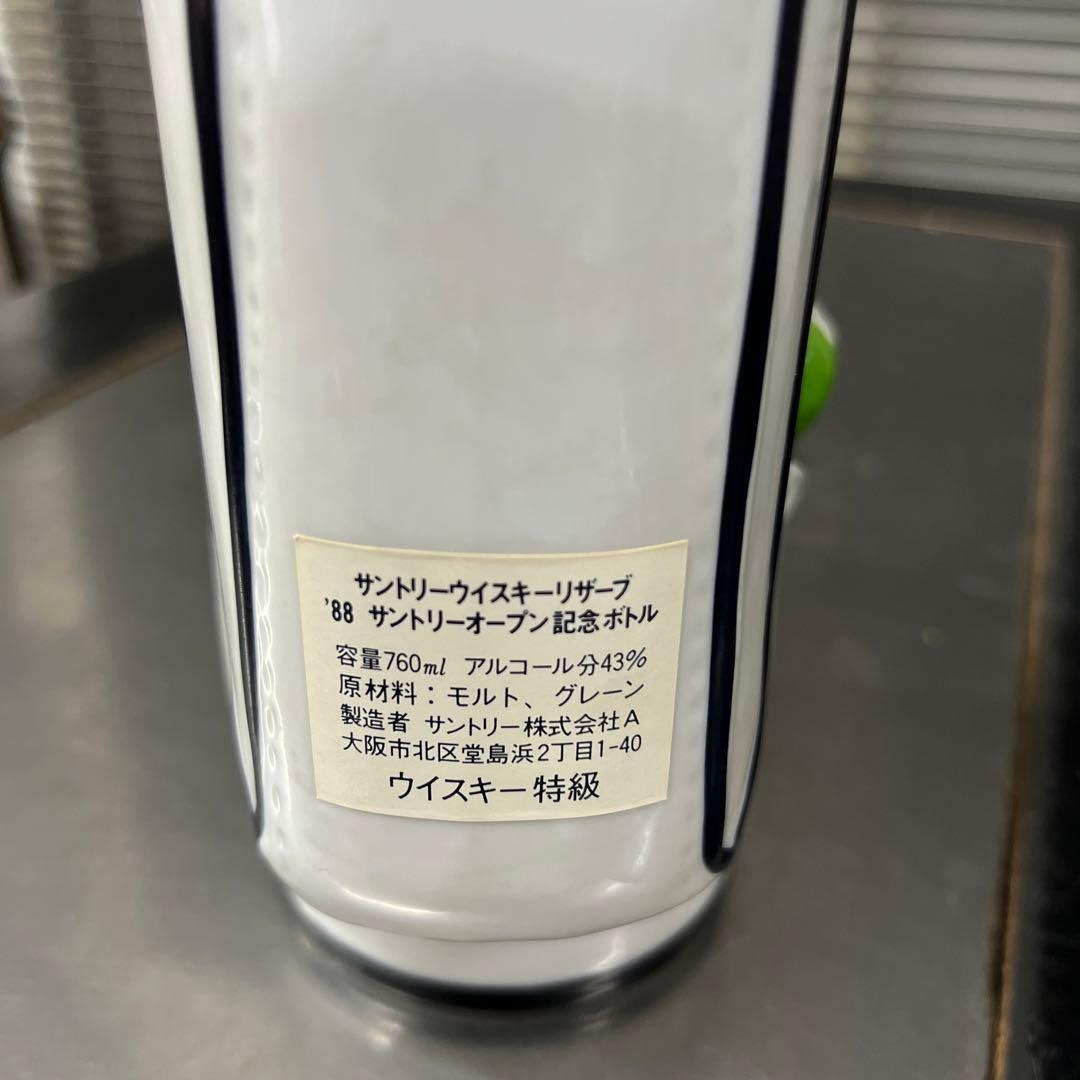 サントリーウイスキーリザーブ
'88 サントリーオープン記念ボトル
容量760ml アルコール分43%
原材料：モルト、グレーン
製造者 サントリー株式会社A
大阪市北区堂島浜2丁目1-40
ウイスキー特級